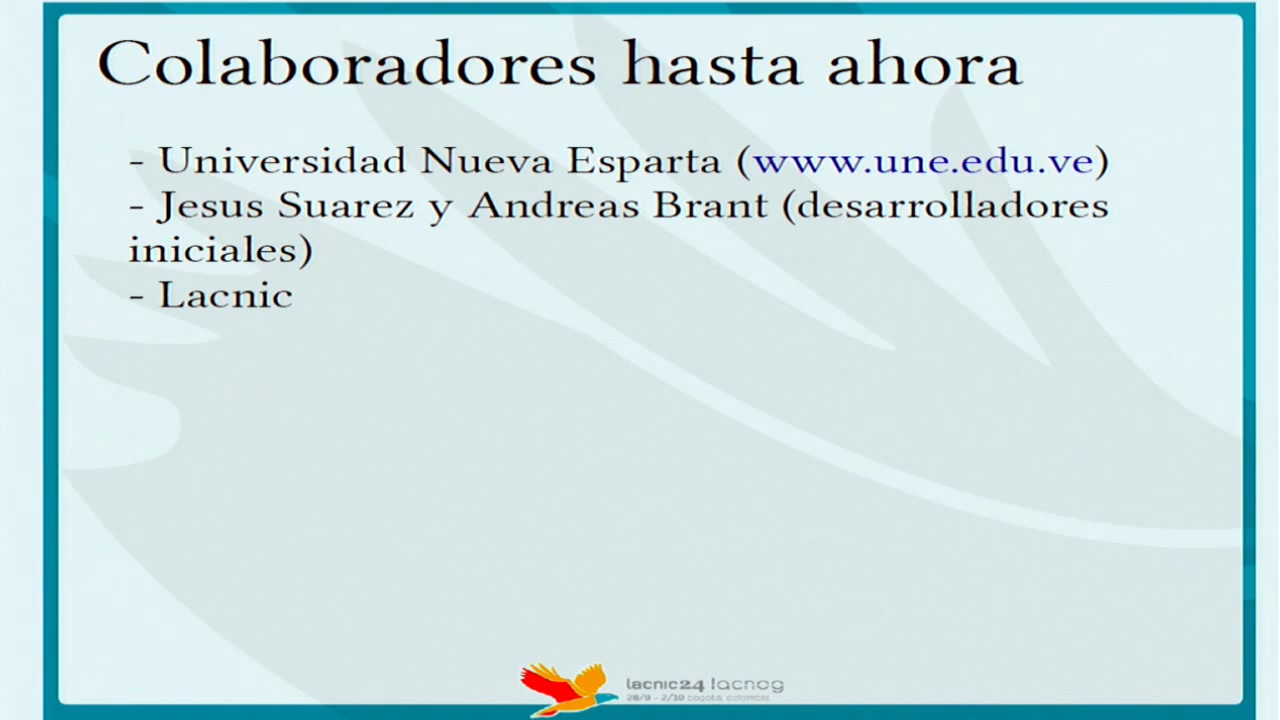 Colaboradores hasta ahora
- Universidad Nueva Esparta (www.une.edu.ve)
- Jesus Suarez y Andreas Brant (desarrolladores
iniciales)
- Lacnic
lacnic24 lacnog
28/9 - 2/10 bogotá, colombia